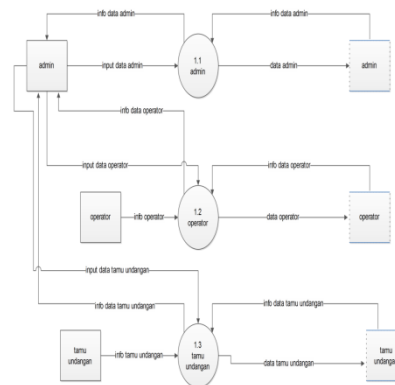 info data admin
info data admin
admin
input data admin
1.1
admin
data admin
admin
info data operator
input data operator
info data operator
operator
info operator
1.2
operator
data operator
operator
input data tamu undangan
info data tamu undangan
info data tamu undangan
tamu
undangan
info tamu undangan
1.3
tamu
undangan
data tamu undangan
tamu
undangan